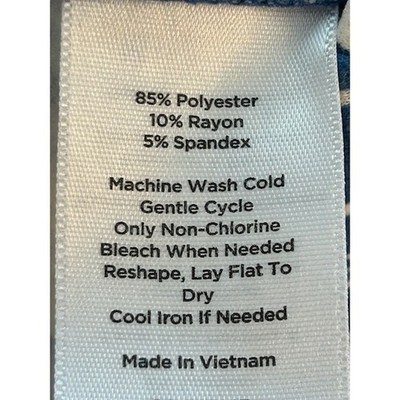 85% Polyester
10% Rayon
5% Spandex
Machine Wash Cold
Gentle Cycle
Only Non-Chlorine
Bleach When Needed
Reshape, Lay Flat To
Dry
Cool Iron If Needed
Made In Vietnam